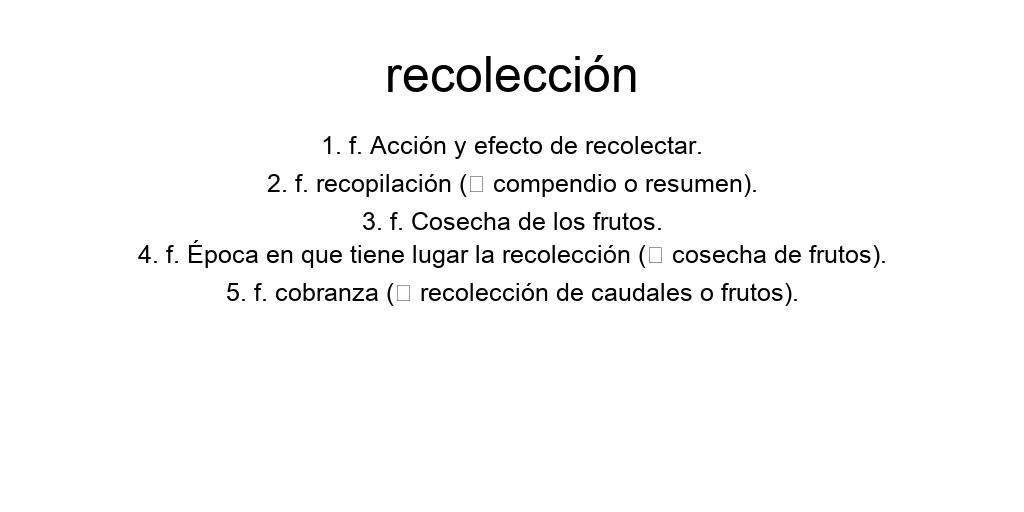 recolección
1. f. Acción y efecto de recolectar.
2. f. recopilación (▯ compendio o resumen).
3. f. Cosecha de los frutos.
4. f. Época en que tiene lugar la recolección (▯ cosecha de frutos).
5. f. cobranza (▯ recolección de caudales o frutos).